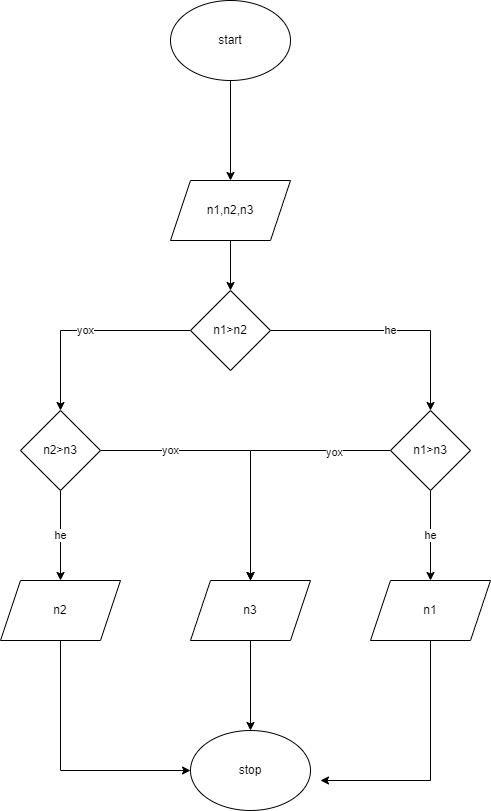 start
n1,n2,n3
n1>n2
yox
he
n2>n3
yox
yox
n1>n3
he
he
n2
n3
n1
stop